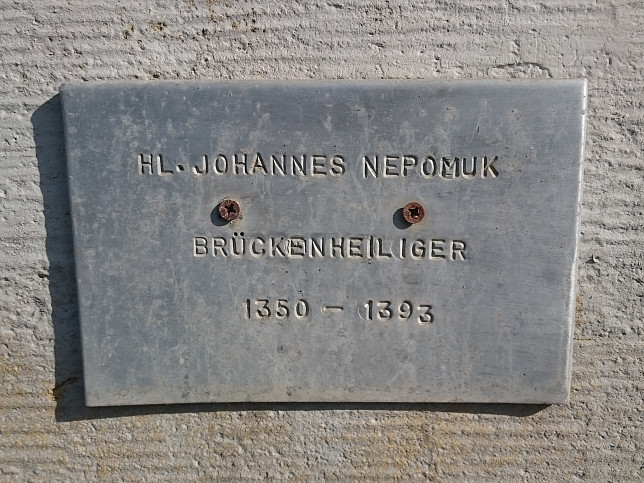 HL. JOHANNES NEPOMUK
BRÜCKENHEILIGER
1350 – 1393